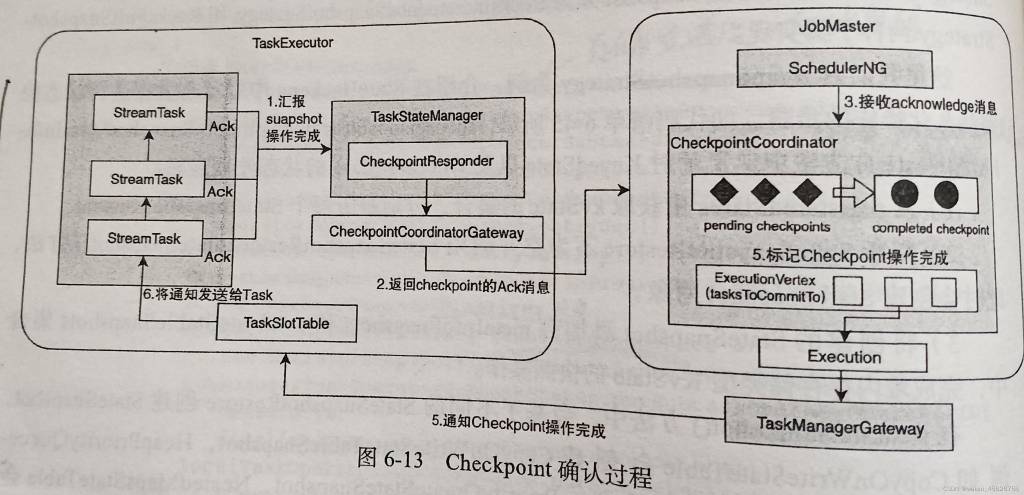 TaskExecutor
StreamTask
Ack
StreamTask
Ack
StreamTask
Ack
1.汇报
suapshot
操作完成
TaskStateManager
CheckpointResponder
CheckpointCoordinatorGateway
2.返回checkpoint的Ack消息
6.将通知发送给Task
TaskSlotTable
JobMaster
SchedulerNG
3.接收acknowledge消息
CheckpointCoordinator
pending checkpoints
completed checkpoint
5.标记Checkpoint操作完成
ExecutionVertex
(tasksToCommitTo)
Execution
TaskManagerGateway
5.通知Checkpoint操作完成
图 6-13 Checkpoint 确认过程